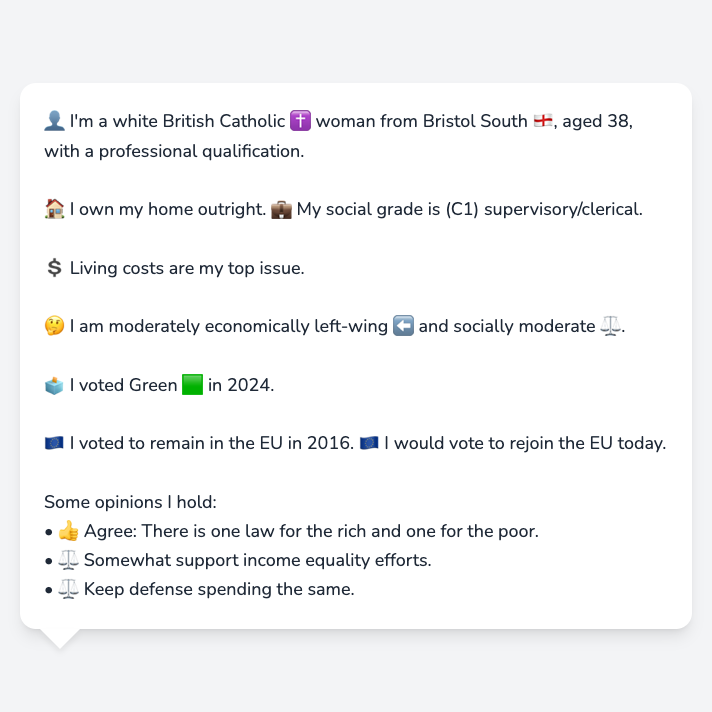 👤 I'm a white British Catholic ✝️ woman from Bristol South 🏴󠁧󠁢󠁥󠁮󠁧󠁿, aged 38,
with a professional qualification.
🏠 I own my home outright. 💼 My social grade is (C1) supervisory/clerical.
💲 Living costs are my top issue.
🤔 I am moderately economically left-wing ⬅️ and socially moderate ⚖️.
🗳️ I voted Green 🟩 in 2024.
🇪🇺 I voted to remain in the EU in 2016. 🇪🇺 I would vote to rejoin the EU today.
Some opinions I hold:
• 👍 Agree: There is one law for the rich and one for the poor.
• ⚖️ Somewhat support income equality efforts.
• ⚖️ Keep defense spending the same.